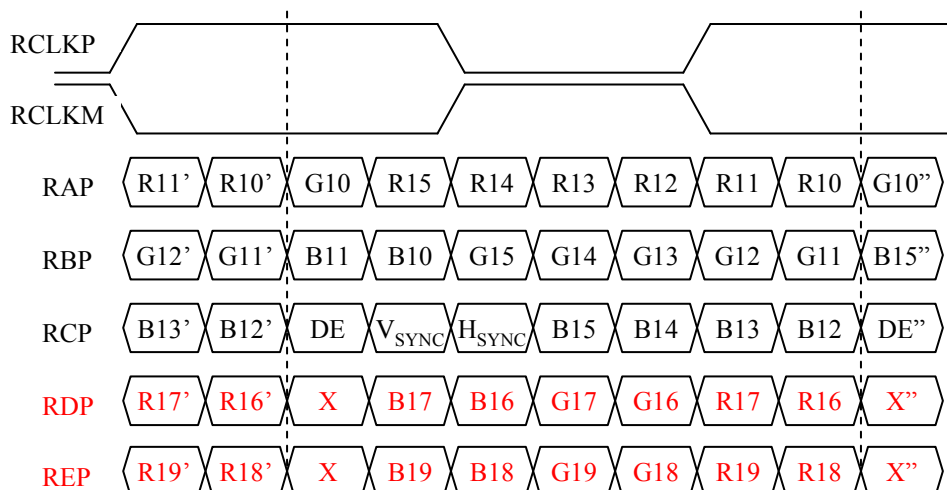 RCLKP
RCLKM
RAP R11’ R10’ G10 R15 R14 R13 R12 R11 R10 G10”
RBP G12’ G11’ B11 B10 G15 G14 G13 G12 G11 B15”
RCP B13’ B12’ DE VSYNC HSYNC B15 B14 B13 B12 DE”
RDP R17’ R16’ X B17 B16 G17 G16 R17 R16 X”
REP R19’ R18’ X B19 B18 G19 G18 R19 R18 X”